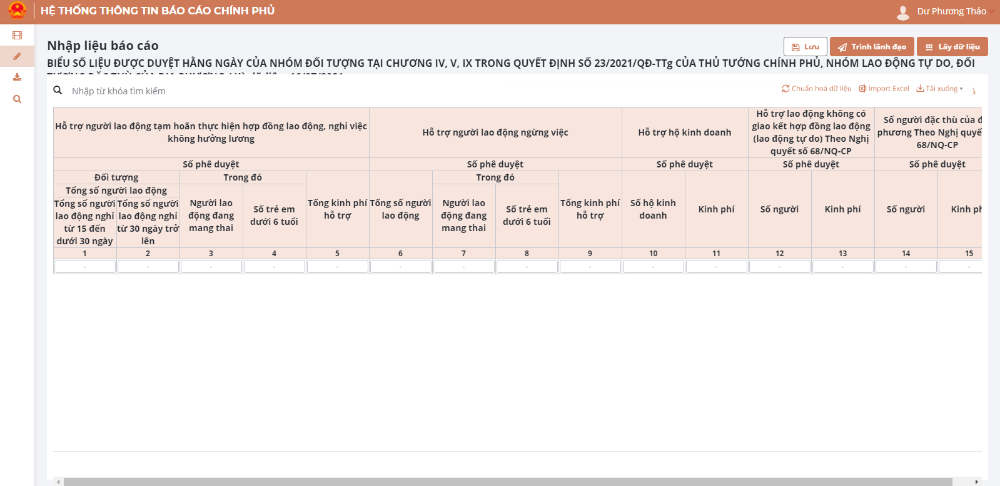 HỆ THỐNG THÔNG TIN BÁO CÁO CHÍNH PHỦ
Dư Phương Thảo
Nhập liệu báo cáo
Lưu
Trình lãnh đạo
Lấy dữ liệu
BIỂU SỐ LIỆU ĐƯỢC DUYỆT HẰNG NGÀY CỦA NHÓM ĐỐI TƯỢNG TẠI CHƯƠNG IV, V, IX TRONG QUYẾT ĐỊNH SỐ 23/2021/QĐ-TTg CỦA THỦ TƯỚNG CHÍNH PHỦ, NHÓM LAO ĐỘNG TỰ DO, ĐỐI
Nhập từ khóa tìm kiếm
Chuẩn hoá dữ liệu
Import Excel
Tải xuống
Hỗ trợ người lao động tạm hoãn thực hiện hợp đồng lao động, nghỉ việc
không hưởng lương
Hỗ trợ người lao động ngừng việc
Hỗ trợ hộ kinh doanh
Hỗ trợ lao động không có
giao kết hợp đồng lao động
(lao động tự do) Theo Nghị
quyết số 68/NQ-CP
Số người đặc thù của đ
phương Theo Nghị quyế
68/NQ-CP
Số phê duyệt
Số phê duyệt
Số phê duyệt
Số phê duyệt
Số phê duyệt
Đối tượng
Trong đó
Trong đó
Tổng số người lao động
Tổng số người
lao động nghỉ
từ 15 đến
dưới 30 ngày
Tổng số người
lao động nghỉ
từ 30 ngày trở
lên
Người lao
động đang
mang thai
Số trẻ em
dưới 6 tuổi
Tổng kinh phí
hỗ trợ
Tổng số người
lao động
Người lao
động đang
mang thai
Số trẻ em
dưới 6 tuổi
Tổng kinh phí
hỗ trợ
Số hộ kinh
doanh
Kinh phí
Số người
Kinh phí
Số người
Kinh ph
1 2 3 4 5 6 7 8 9 10 11 12 13 14 15
- - - - - - - - - - - - - - -